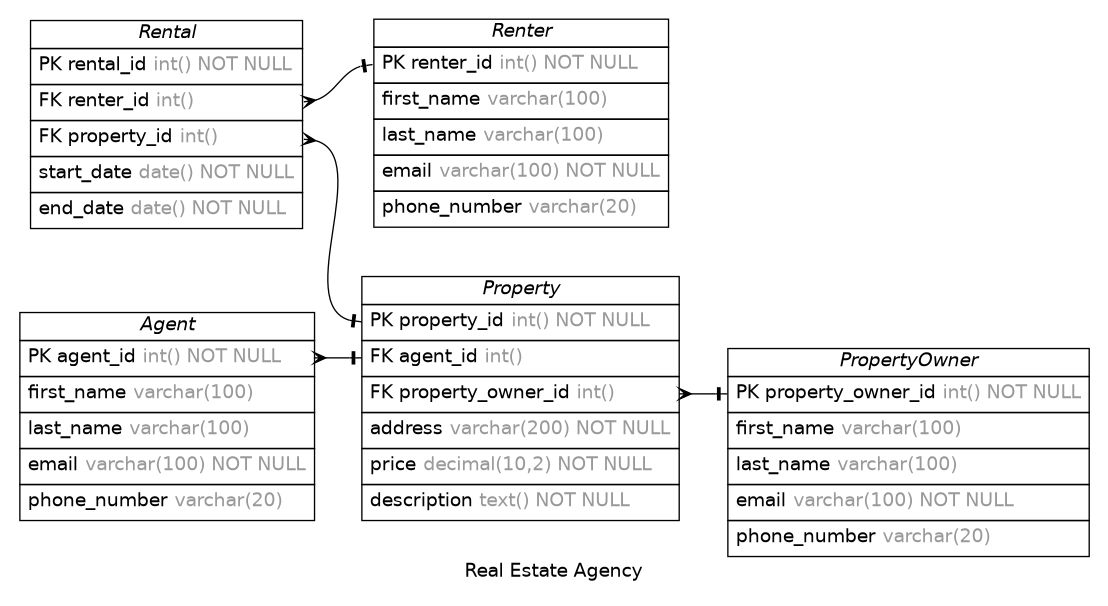 Rental
PK rental_id int() NOT NULL
FK renter_id int()
FK property_id int()
start_date date() NOT NULL
end_date date() NOT NULL
Renter
PK renter_id int() NOT NULL
first_name varchar(100)
last_name varchar(100)
email varchar(100) NOT NULL
phone_number varchar(20)
Agent
PK agent_id int() NOT NULL
first_name varchar(100)
last_name varchar(100)
email varchar(100) NOT NULL
phone_number varchar(20)
Property
PK property_id int() NOT NULL
FK agent_id int()
FK property_owner_id int()
address varchar(200) NOT NULL
price decimal(10,2) NOT NULL
description text() NOT NULL
PropertyOwner
PK property_owner_id int() NOT NULL
first_name varchar(100)
last_name varchar(100)
email varchar(100) NOT NULL
phone_number varchar(20)
Real Estate Agency